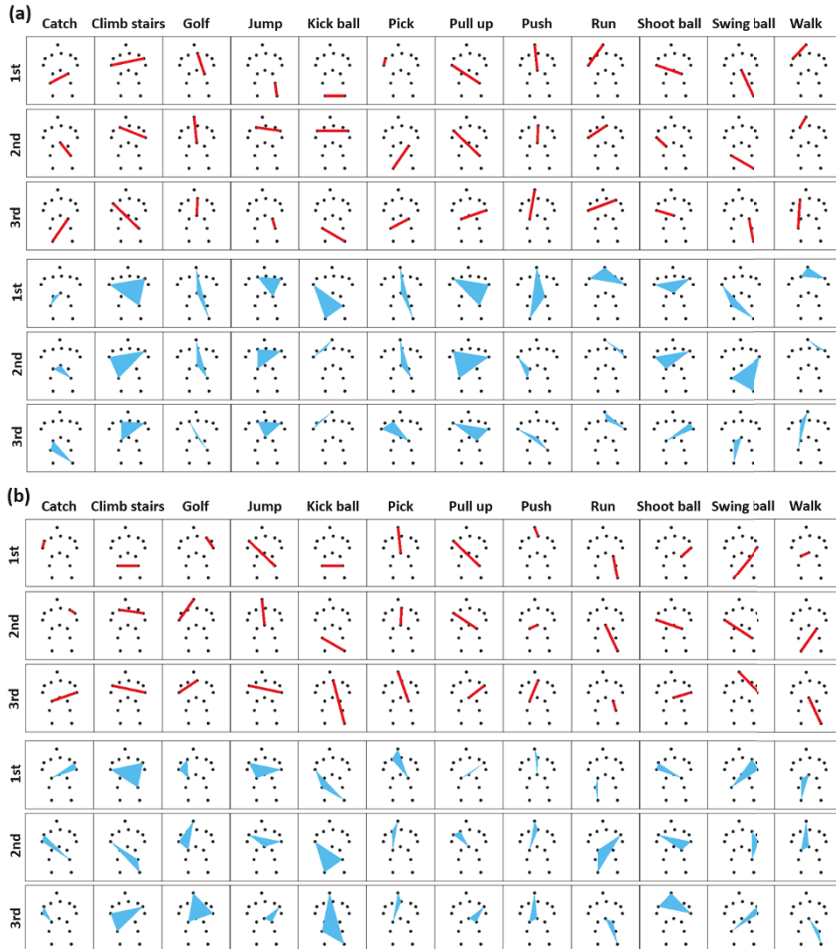 (a)
Catch Climb stairs Golf Jump Kick ball Pick Pull up Push Run Shoot ball Swing ball Walk
1st
2nd
3rd
1st
2nd
3rd
(b)
Catch Climb stairs Golf Jump Kick ball Pick Pull up Push Run Shoot ball Swing ball Walk
1st
2nd
3rd
1st
2nd
3rd